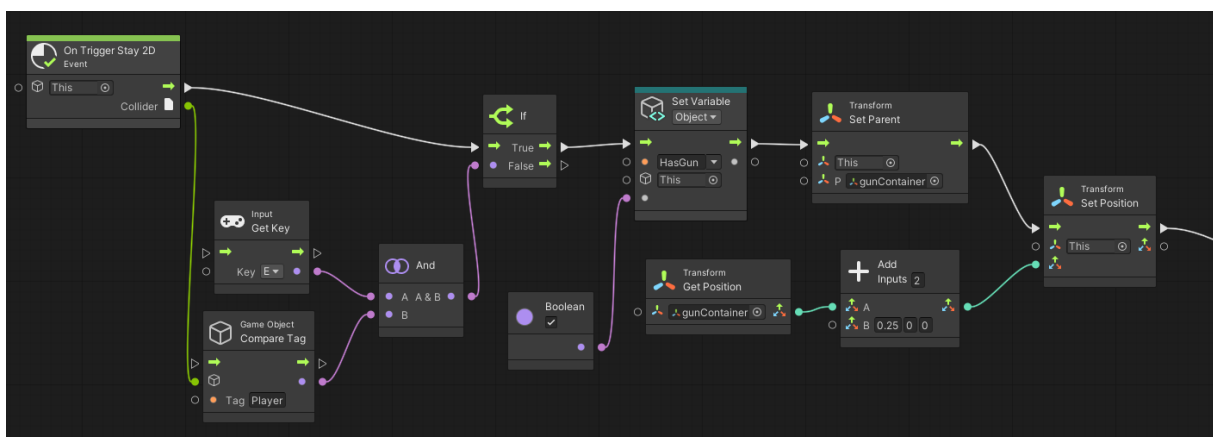 On Trigger Stay 2D
Event
This
Collider
If
True
False
Set Variable
Object
HasGun
This
Transform
Set Parent
This
P gunContainer
Transform
Set Position
This
Input
Get Key
Key E
And
A A & B
B
Game Object
Compare Tag
Tag Player
Boolean
Transform
Get Position
gunContainer
Add
Inputs 2
A
B 0.25 0 0